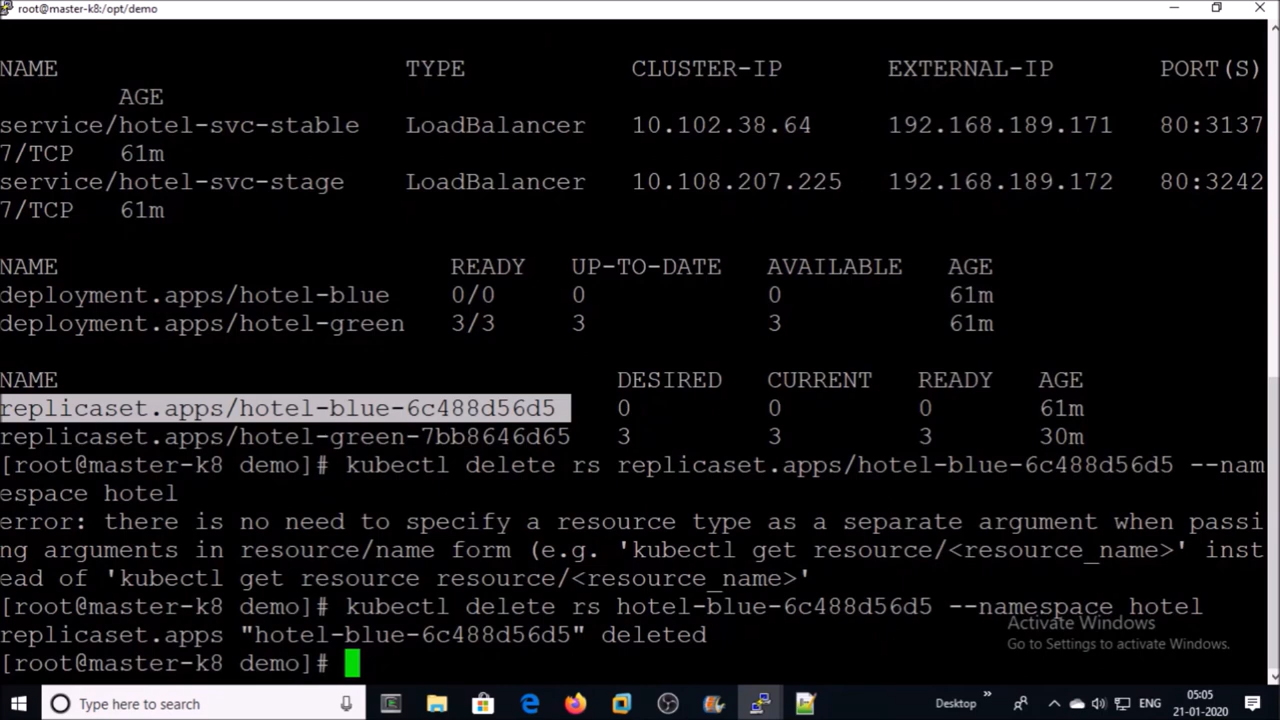 root@master-k8:/opt/demo
NAME TYPE CLUSTER-IP EXTERNAL-IP PORT(S)
AGE
service/hotel-svc-stable LoadBalancer 10.102.38.64 192.168.189.171 80:3137
7/TCP 61m
service/hotel-svc-stage LoadBalancer 10.108.207.225 192.168.189.172 80:3242
7/TCP 61m
NAME READY UP-TO-DATE AVAILABLE AGE
deployment.apps/hotel-blue 0/0 0 0 61m
deployment.apps/hotel-green 3/3 3 3 61m
NAME DESIRED CURRENT READY AGE
replicaset.apps/hotel-blue-6c488d56d5 0 0 0 61m
replicaset.apps/hotel-green-7bb8646d65 3 3 3 30m
[root@master-k8 demo]# kubectl delete rs replicaset.apps/hotel-blue-6c488d56d5 --nam
espace hotel
error: there is no need to specify a resource type as a separate argument when passi
ng arguments in resource/name form (e.g. 'kubectl get resource/<resource_name>' inst
ead of 'kubectl get resource resource/<resource_name>'
[root@master-k8 demo]# kubectl delete rs hotel-blue-6c488d56d5 --namespace hotel
replicaset.apps "hotel-blue-6c488d56d5" deleted
[root@master-k8 demo]#
Activate Windows
Go to Settings to activate Windows.
Type here to search
Desktop
ENG
05:05
21-01-2020